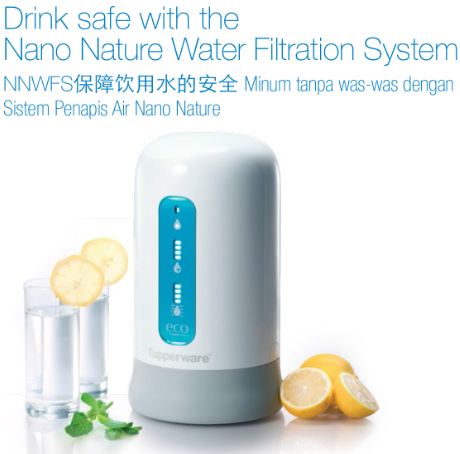 Drink safe with the
Nano Nature Water Filtration System
NNWFS保障饮用水的安全 Minum tanpa was-was dengan
Sistem Penapis Air Nano Nature
eco
Tupperware®